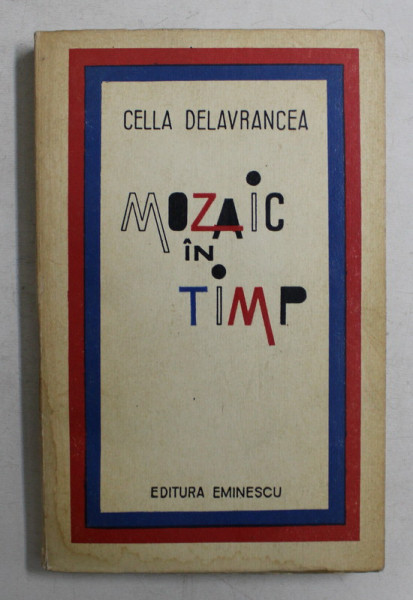 CELLA DELAVRANCEA
MOZAiC
ÎN
TiMP
EDITURA EMINESCU